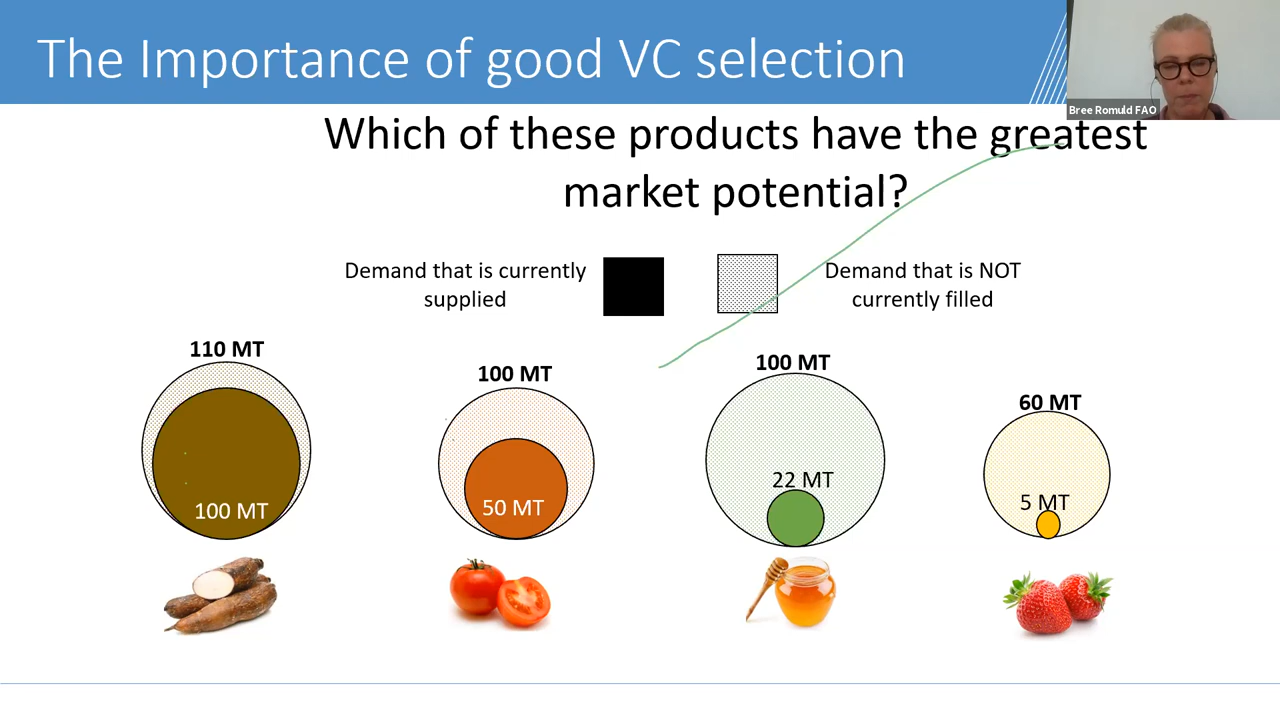 The Importance of good VC selection
Bree Romuld FAO
Which of these products have the greatest
market potential?
Demand that is currently
supplied
Demand that is NOT
currently filled
110 MT
100 MT
100 MT
60 MT
100 MT
50 MT
22 MT
5 MT